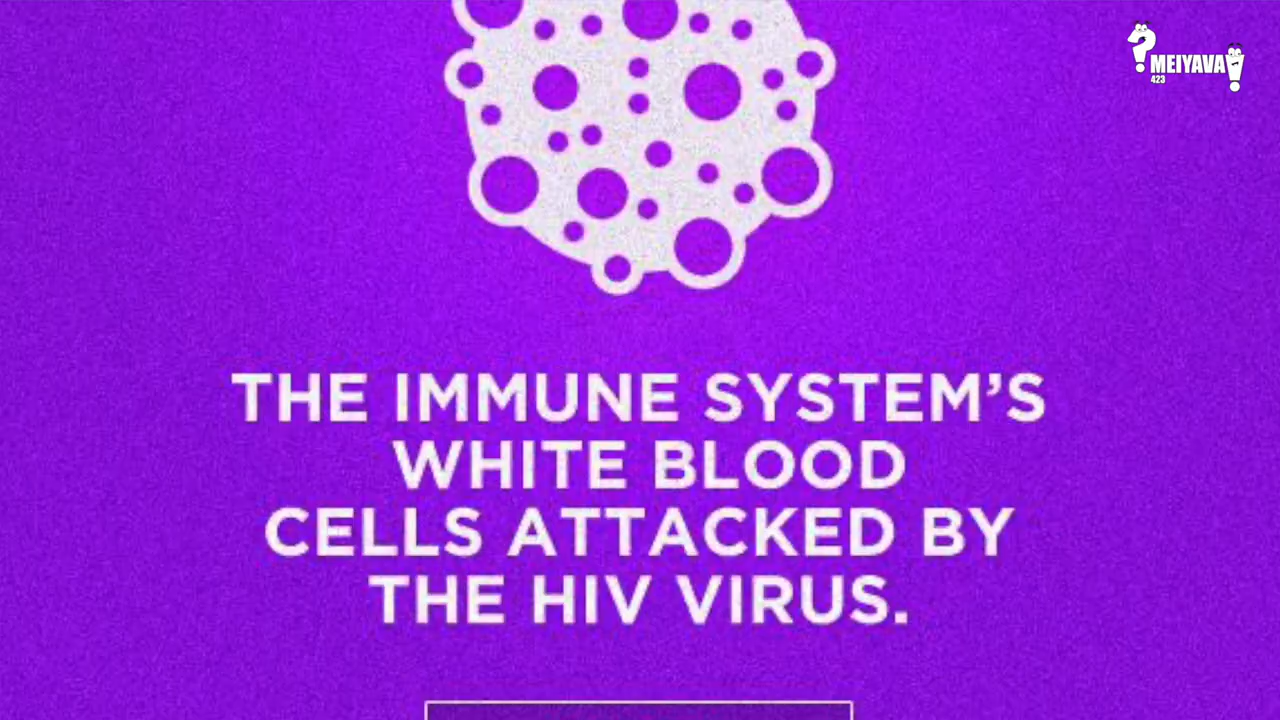 MEIYAVA
423
THE IMMUNE SYSTEM’S
WHITE BLOOD
CELLS ATTACKED BY
THE HIV VIRUS.